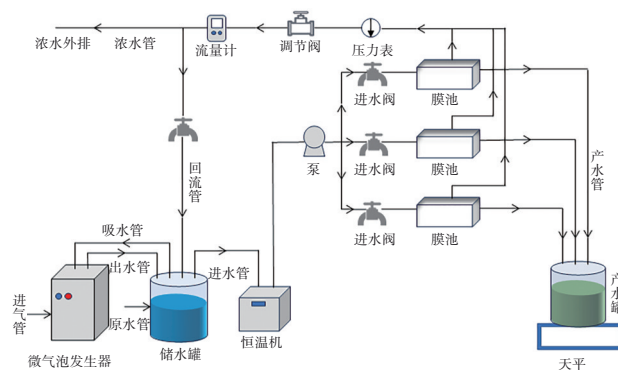 浓水外排
浓水管
流量计
调节阀
压力表
进水阀
膜池
进水阀
膜池
泵
进水阀
膜池
回流管
产水管
吸水管
出水管
进水管
进气管
原水管
储水罐
恒温机
微气泡发生器
产水罐
天平